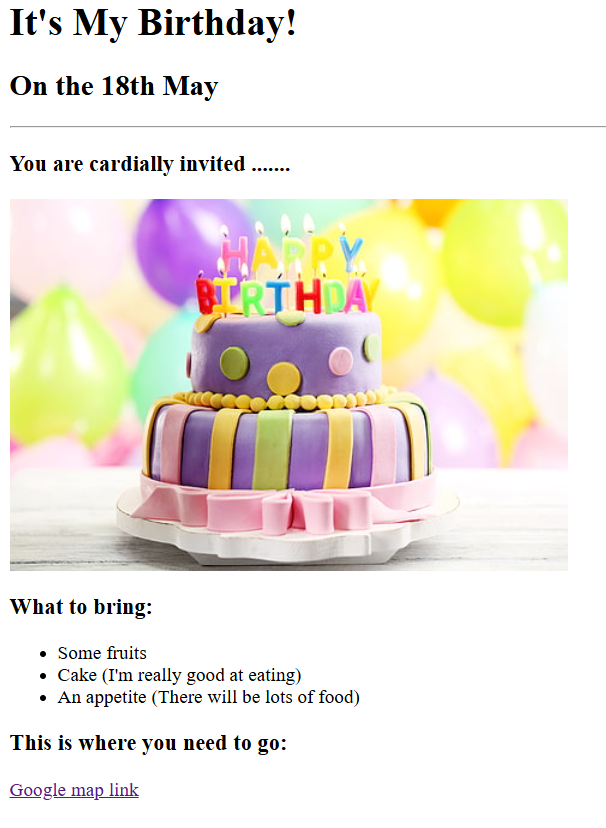 It's My Birthday!
On the 18th May
You are cardially invited .......
HAPPY
BIRTHDAY
What to bring:
Some fruits
Cake (I'm really good at eating)
An appetite (There will be lots of food)
This is where you need to go:
Google map link